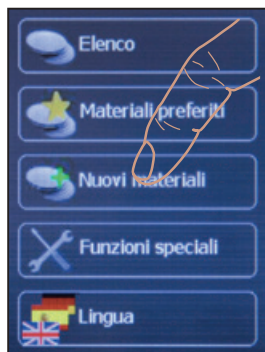 Elenco
Materiali preferiti
Nuovi materiali
Funzioni speciali
Lingua